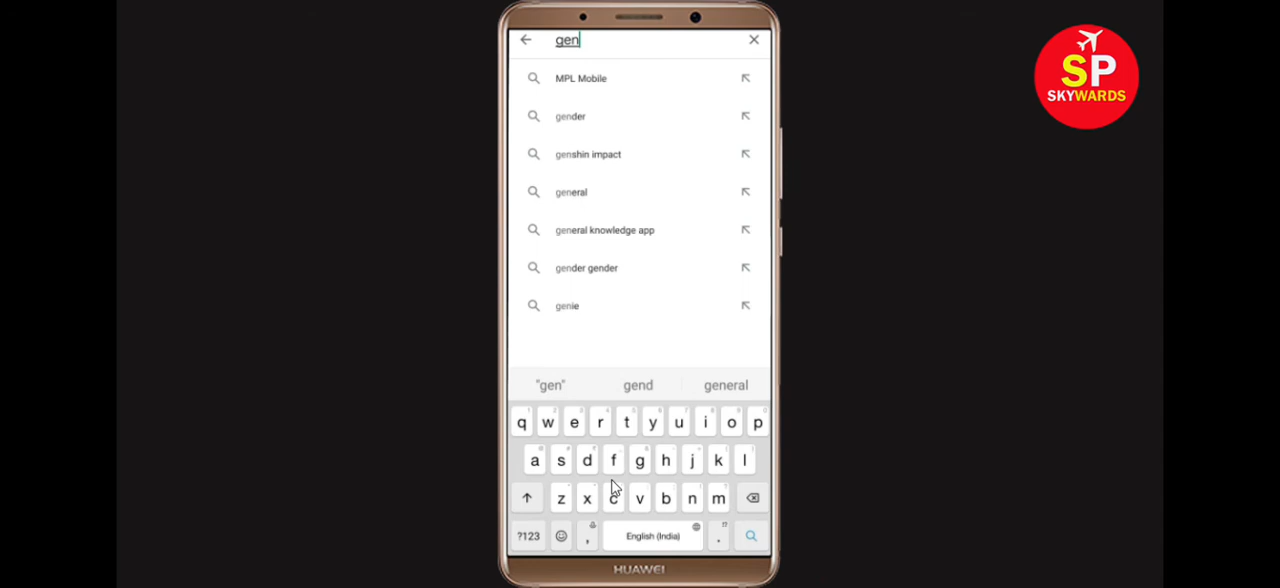 gen
MPL Mobile
gender
genshin impact
general
general knowledge app
gender gender
genie
"gen" gend general
q w e r t y u i o p
a s d f g h j k l
z x c v b n m
?123 , English (India) .
HUAWEI
SP
SKYWARDS